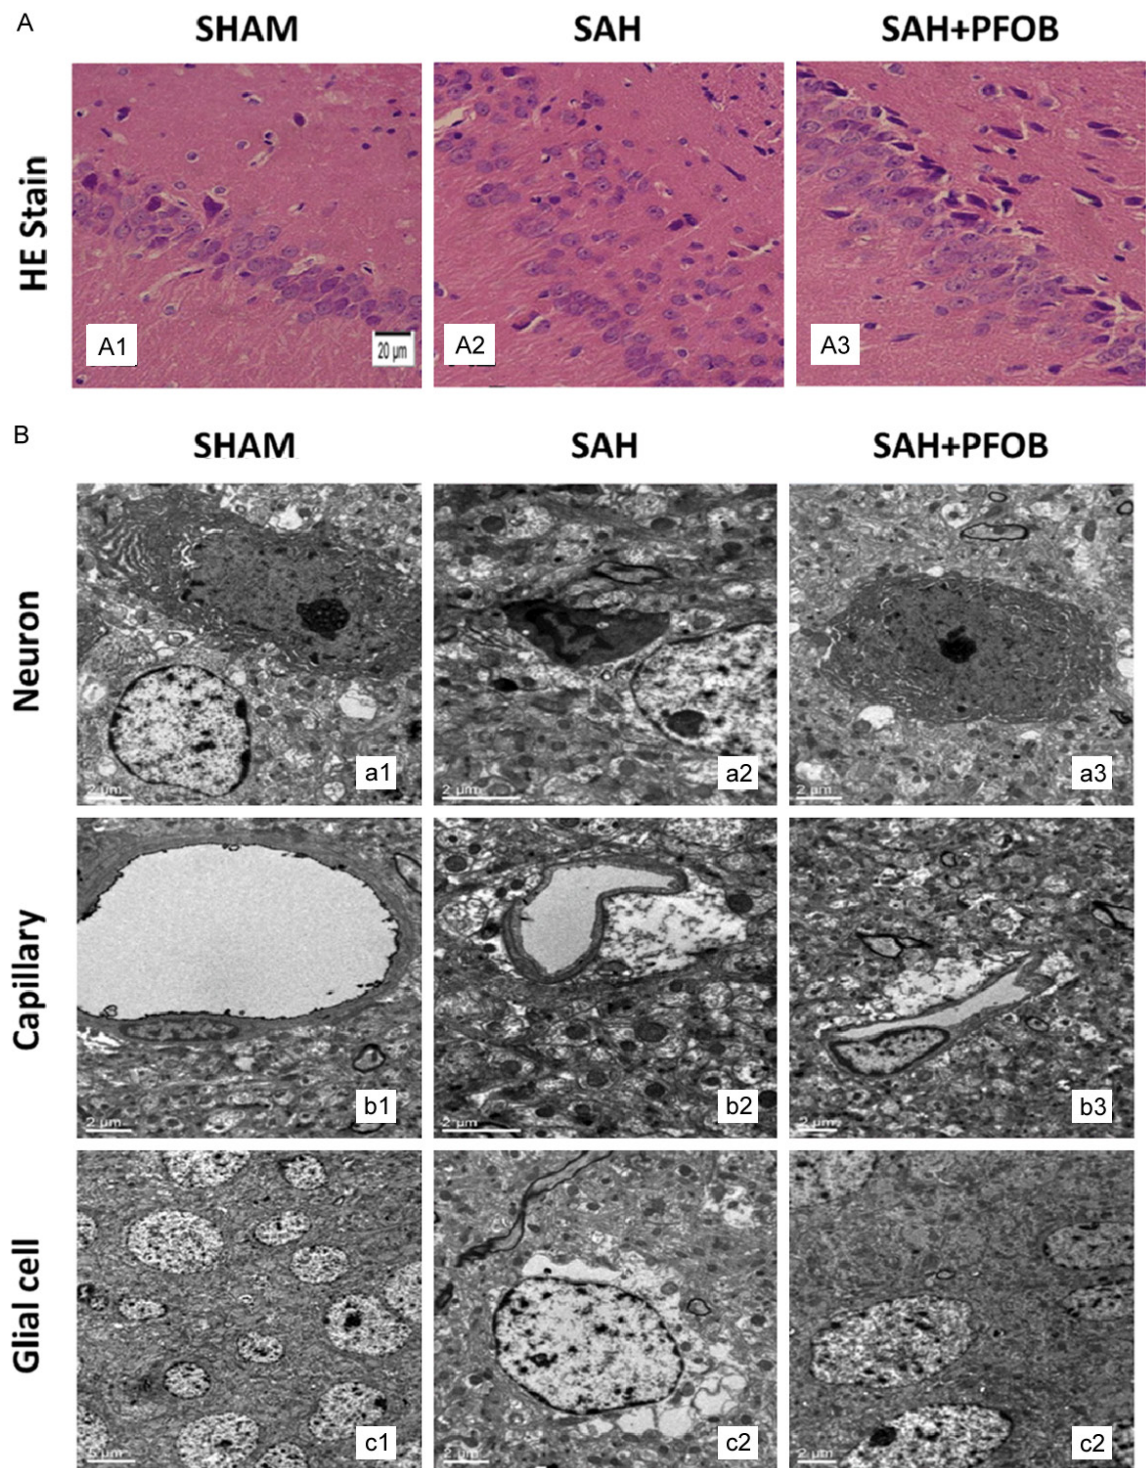 A
SHAM SAH SAH+PFOB
HE Stain
A1 20 μm A2 A3
B
SHAM SAH SAH+PFOB
Neuron
a1 a2 a3
2 μm 2 μm 2 μm
Capillary
b1 b2 b3
2 μm 2 μm 2 μm
Glial cell
c1 c2 c2
5 μm 2 μm